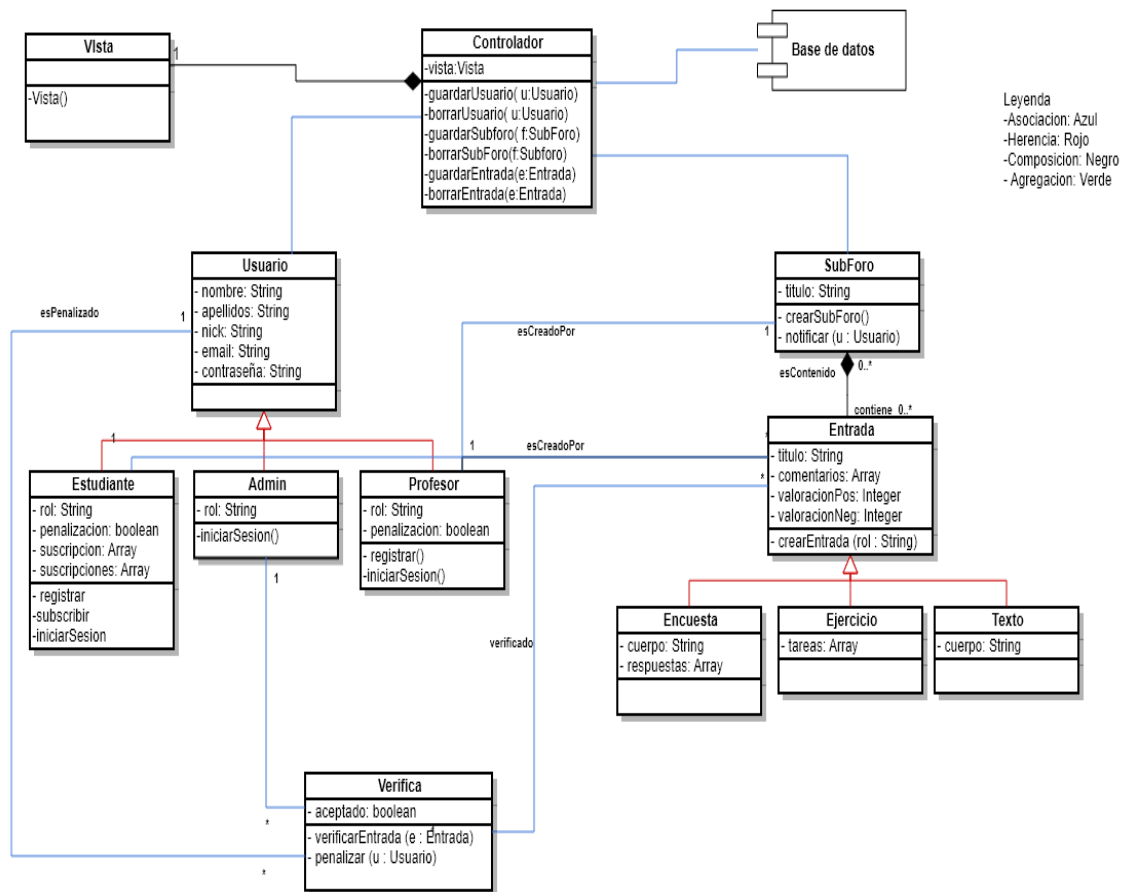 VIsta
-Vista()
1
Controlador
-vista:Vista
-guardarUsuario( u:Usuario)
-borrarUsuario( u:Usuario)
-guardarSubforo( f:SubForo)
-borrarSubForo(f:Subforo)
-guardarEntrada(e:Entrada)
-borrarEntrada(e:Entrada)
Base de datos
Leyenda
-Asociacion: Azul
-Herencia: Rojo
-Composicion: Negro
- Agregacion: Verde
Usuario
- nombre: String
- apellidos: String
- nick: String
- email: String
- contraseña: String
esPenalizado
1
SubForo
- titulo: String
- crearSubForo()
- notificar (u : Usuario)
esCreadoPor
1
esContenido
0..*
contiene 0..*
1
1
esCreadoPor
*
*
Entrada
- titulo: String
- comentarios: Array
- valoracionPos: Integer
- valoracionNeg: Integer
- crearEntrada (rol : String)
Estudiante
- rol: String
- penalizacion: boolean
- suscripcion: Array
- suscripciones: Array
- registrar
-subscribir
-iniciarSesion
Admin
- rol: String
-iniciarSesion()
1
Profesor
- rol: String
- penalizacion: boolean
- registrar()
-iniciarSesion()
verificado
Encuesta
- cuerpo: String
- respuestas: Array
Ejercicio
- tareas: Array
Texto
- cuerpo: String
Verifica
- aceptado: boolean
- verificarEntrada (e : Entrada)
- penalizar (u : Usuario)
1
*
*